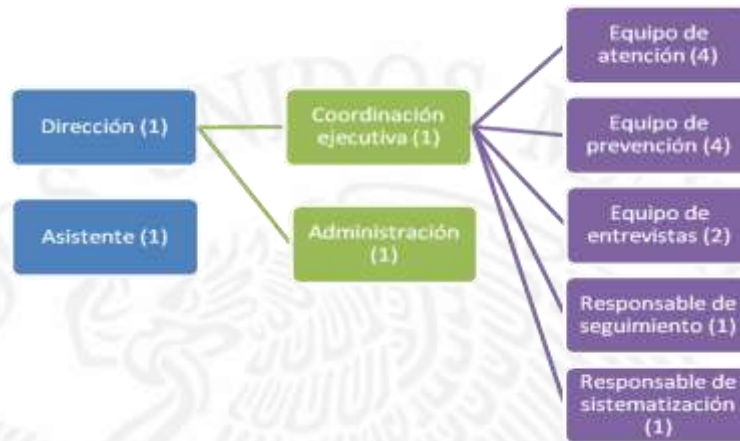 Dirección (1)
Asistente (1)
Coordinación
ejecutiva (1)
Administración
(1)
Equipo de
atención (4)
Equipo de
prevención (4)
Equipo de
entrevistas (2)
Responsable de
seguimiento (1)
Responsable de
sistematización
(1)
UNIDOS M